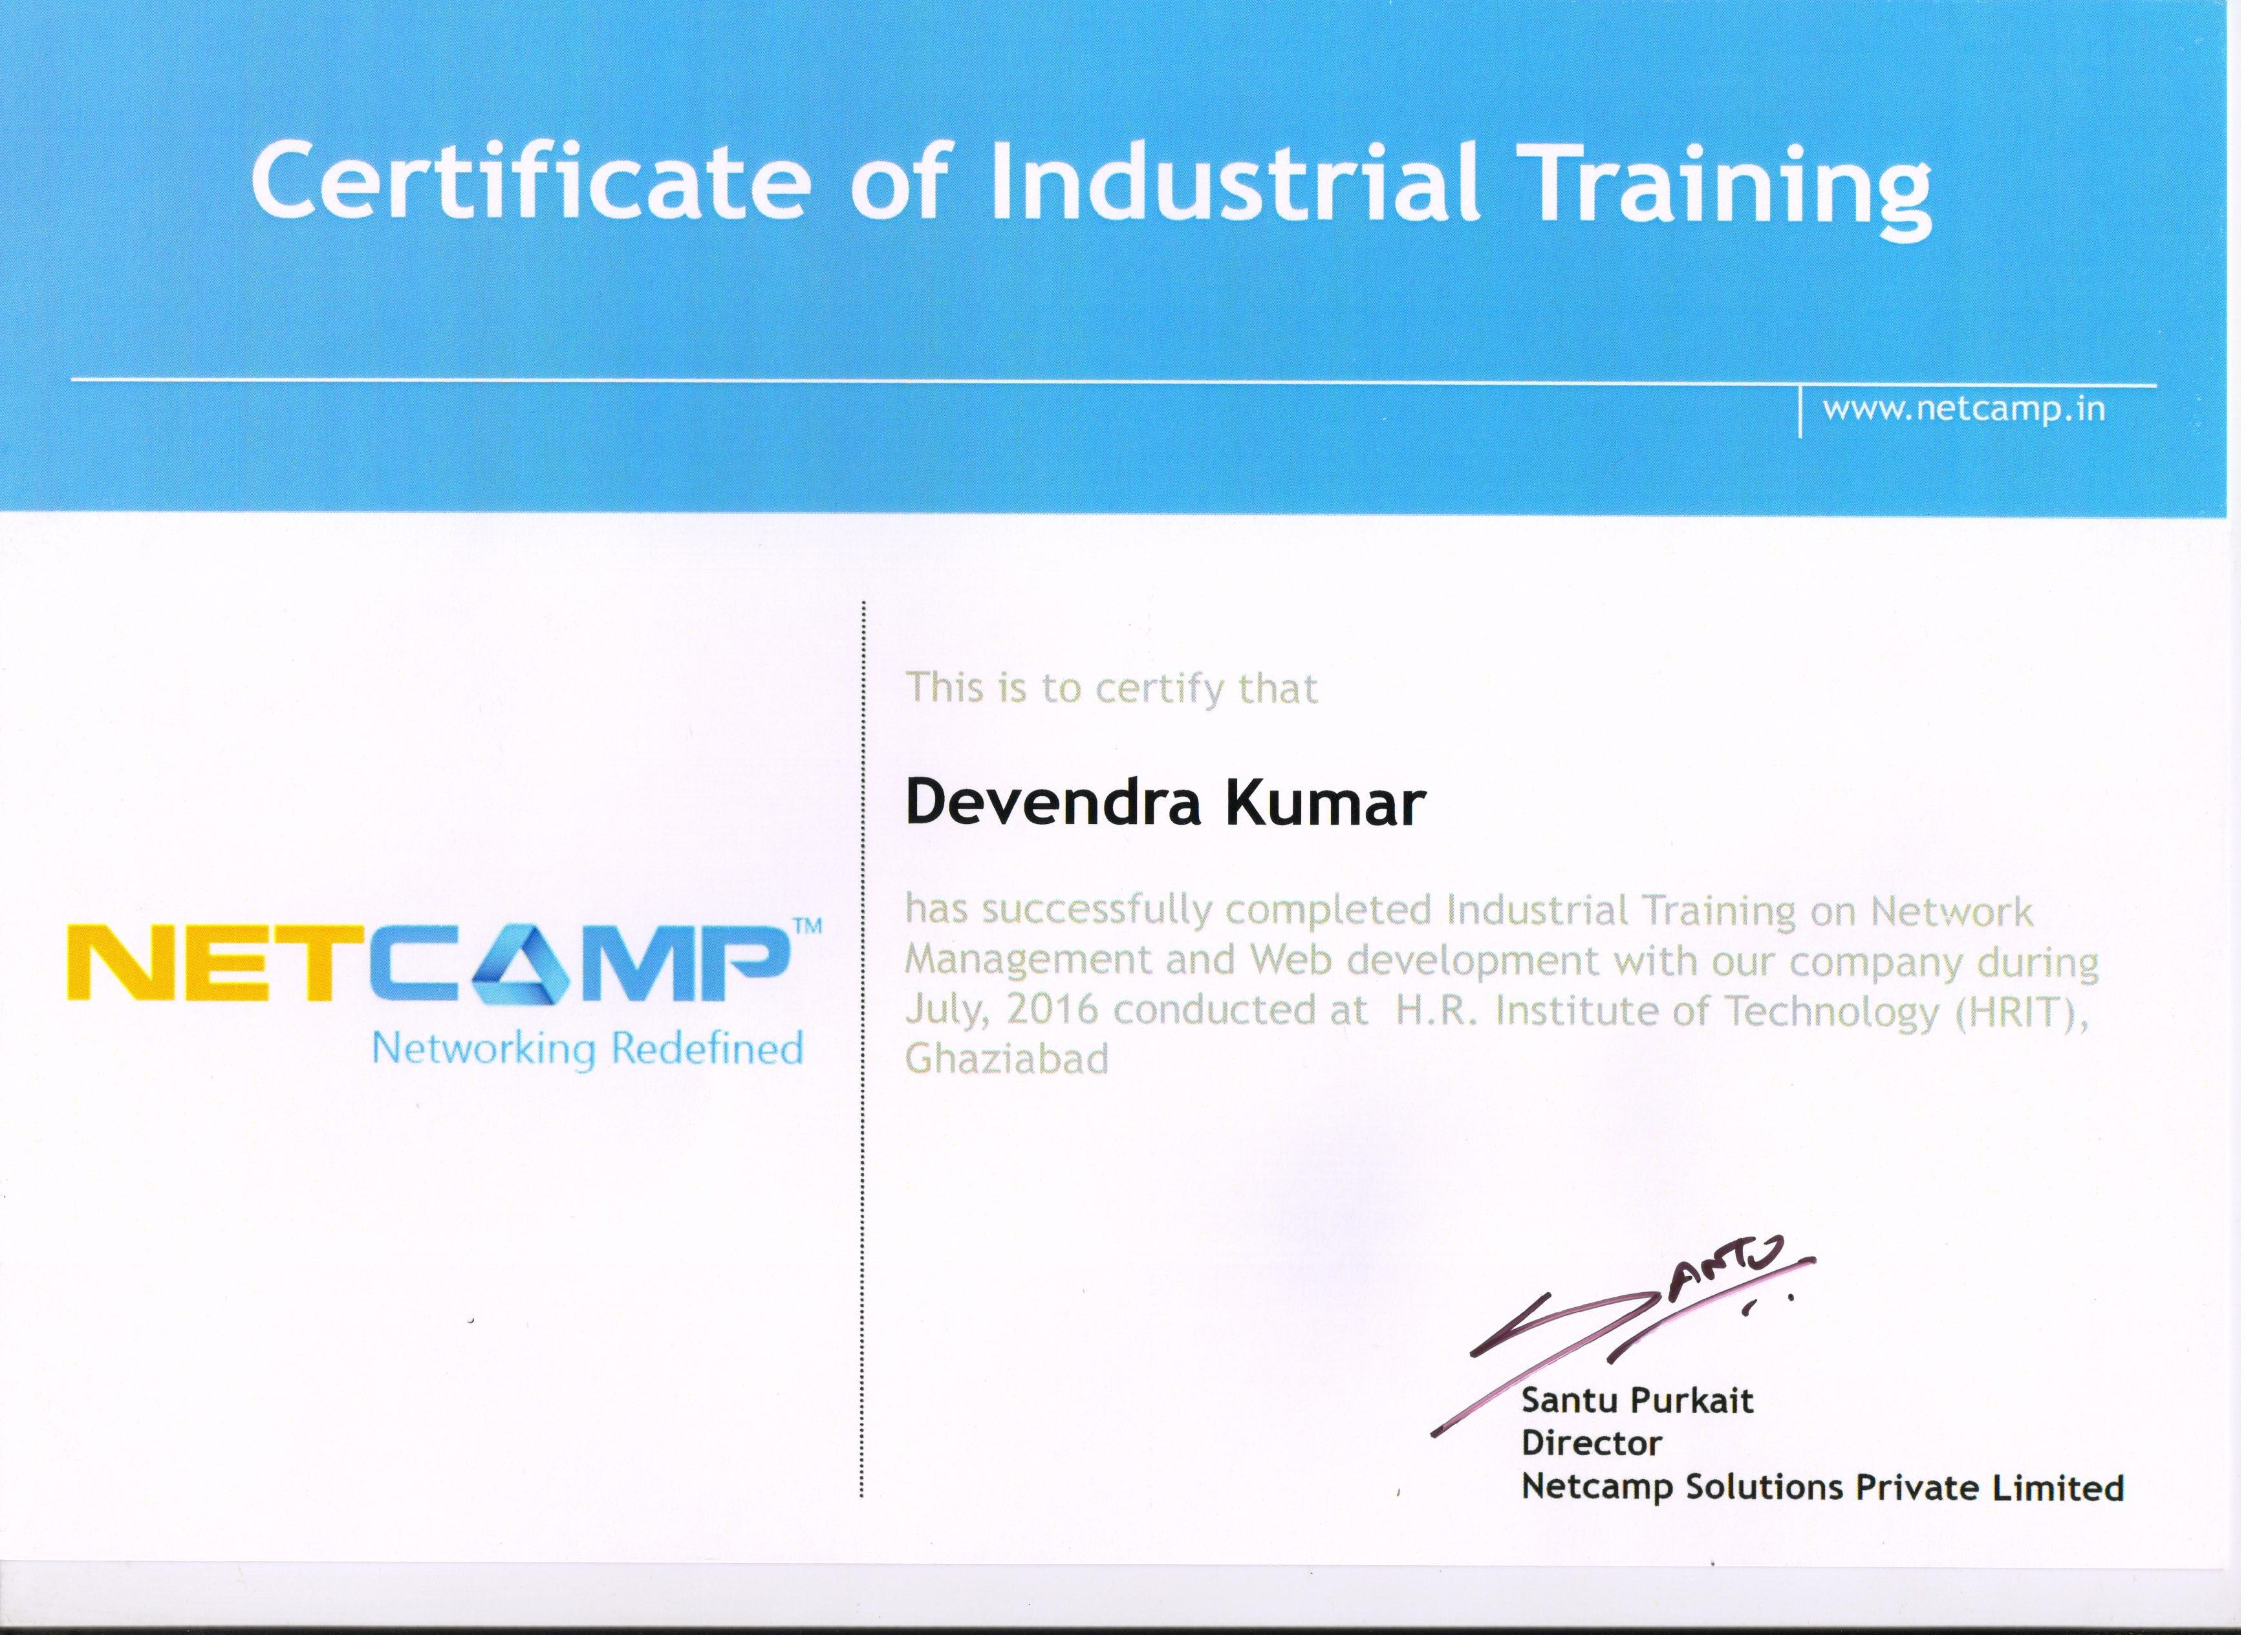 Certificate of Industrial Training
www.netcamp.in
NETCAMP™
Networking Redefined
This is to certify that
Devendra Kumar
has successfully completed Industrial Training on Network
Management and Web development with our company during
July, 2016 conducted at H.R. Institute of Technology (HRIT),
Ghaziabad
SANTU
Santu Purkait
Director
Netcamp Solutions Private Limited